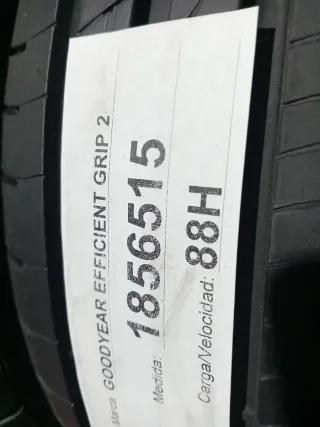 Marca GOODYEAR EFFICIENT GRIP 2
Medida: 1856515
Carga/Velocidad: 88H